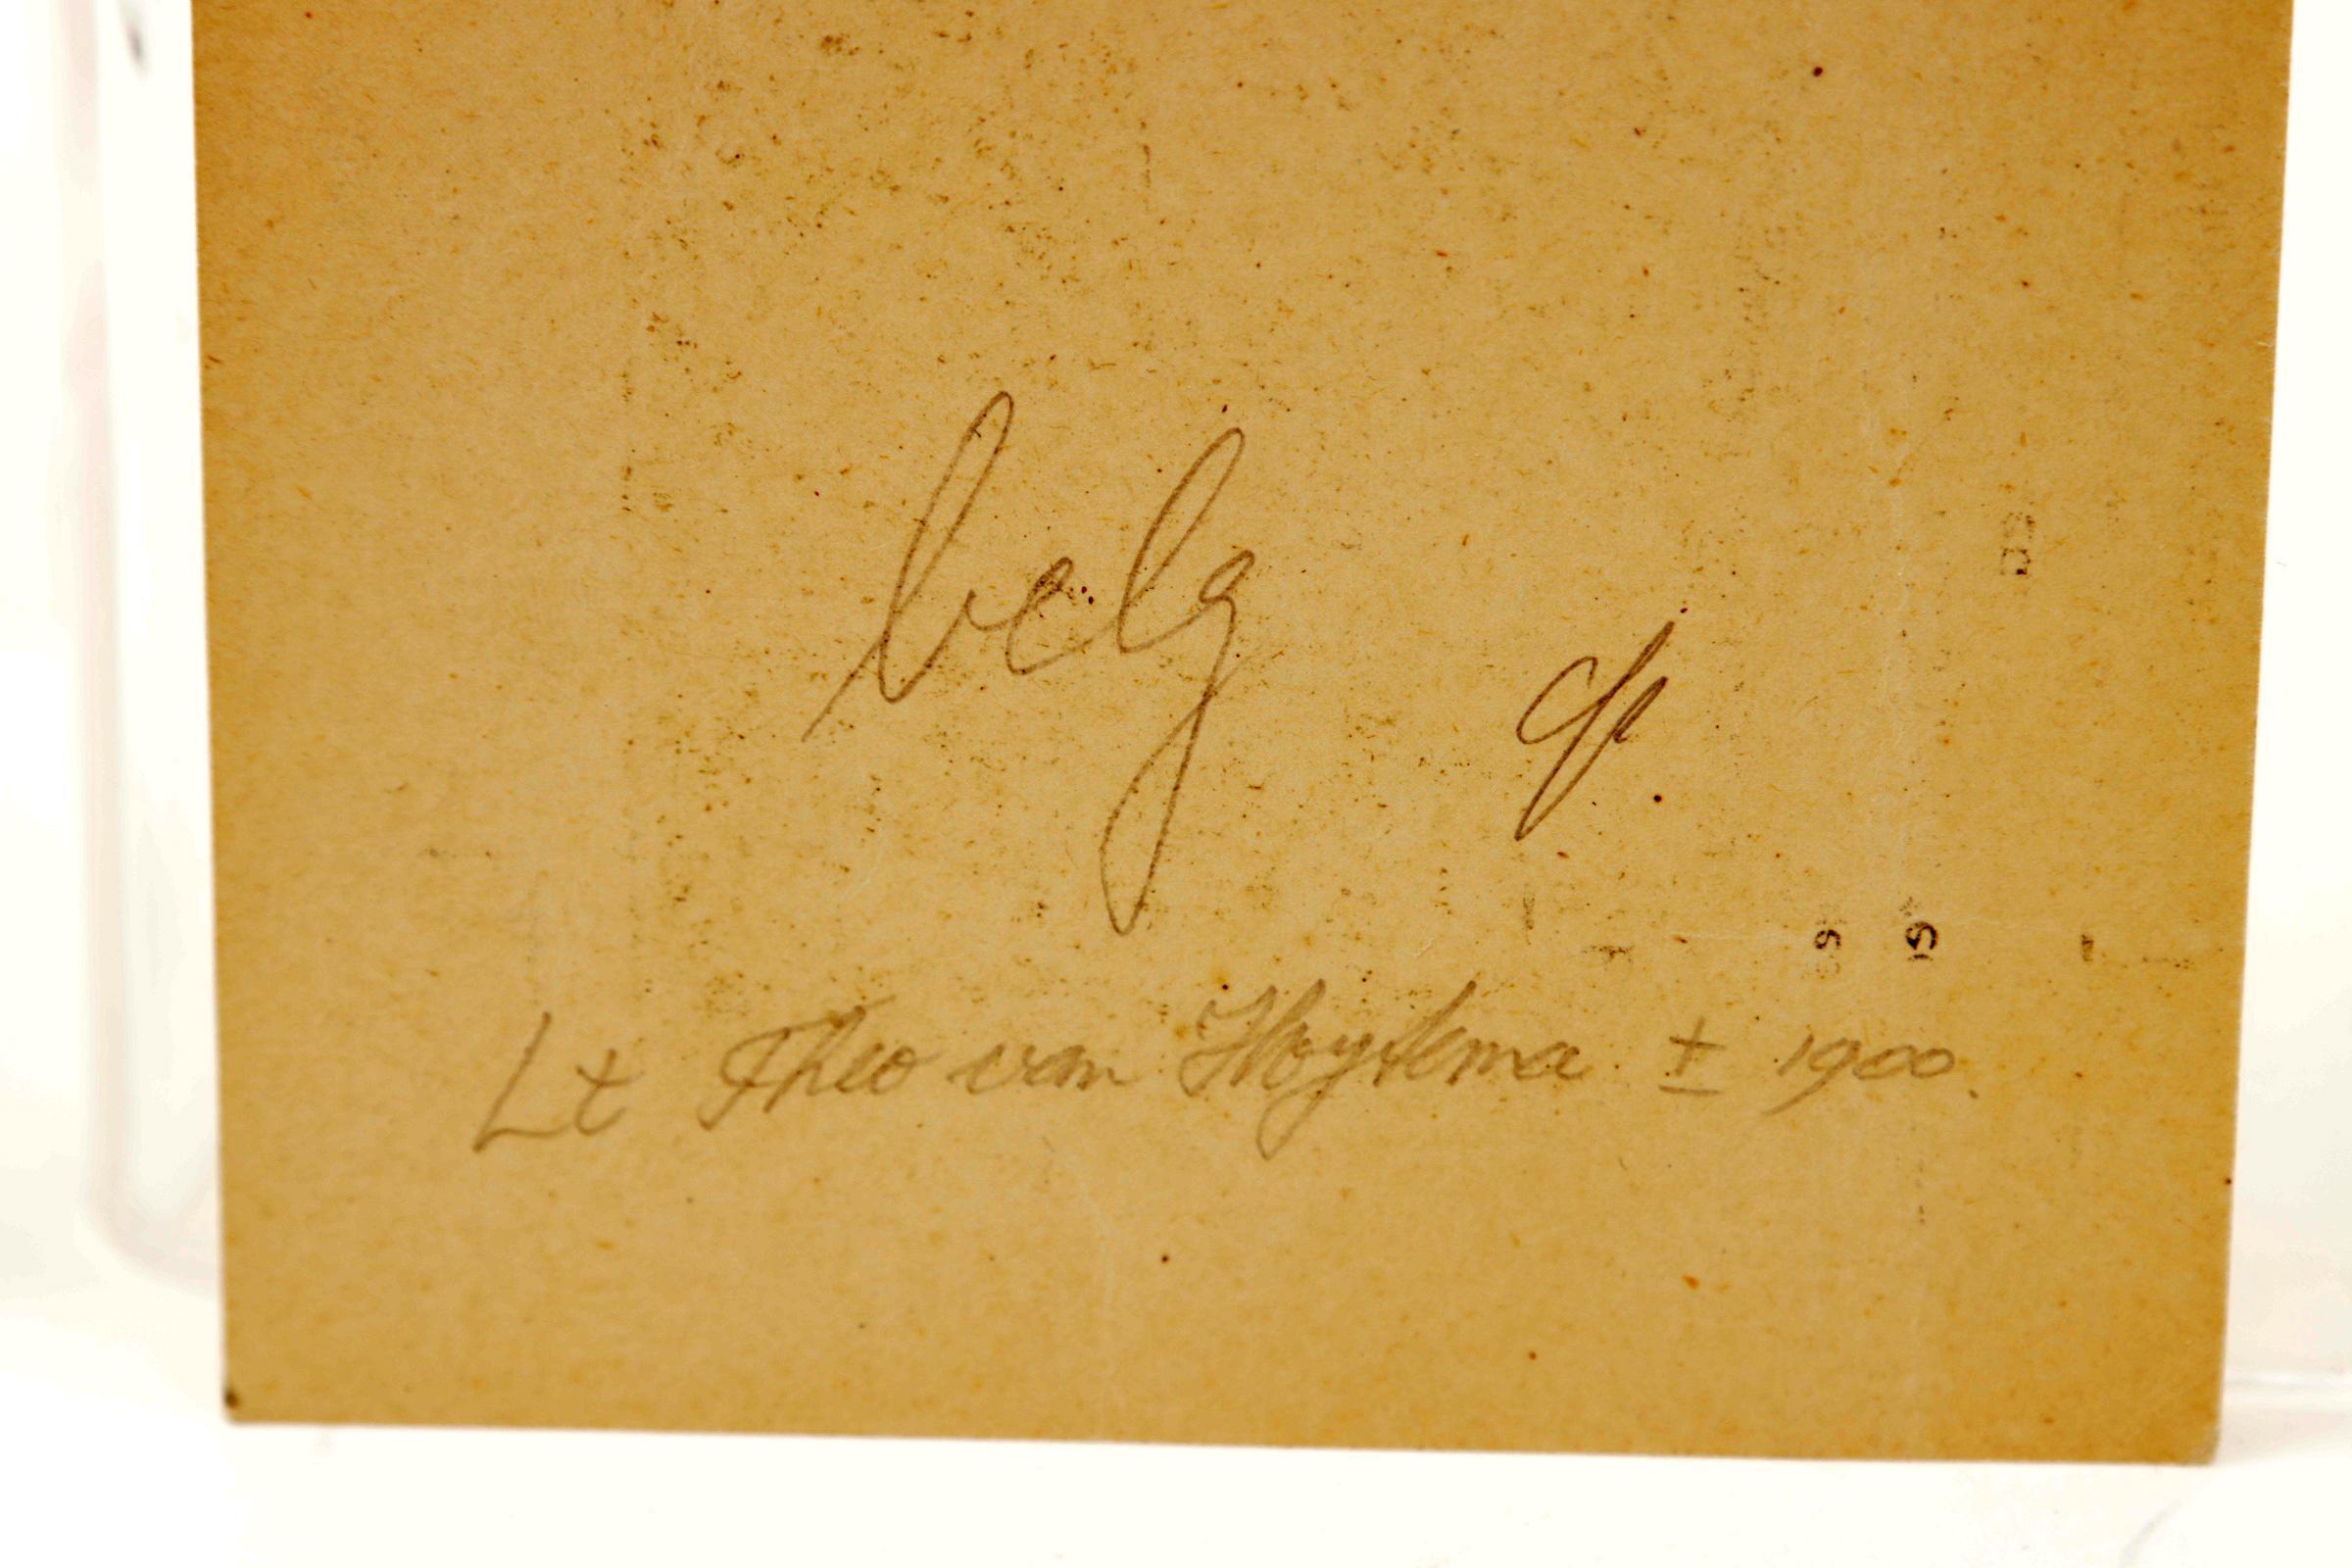 belg
Lt Theo van Hoytema ± 1900.